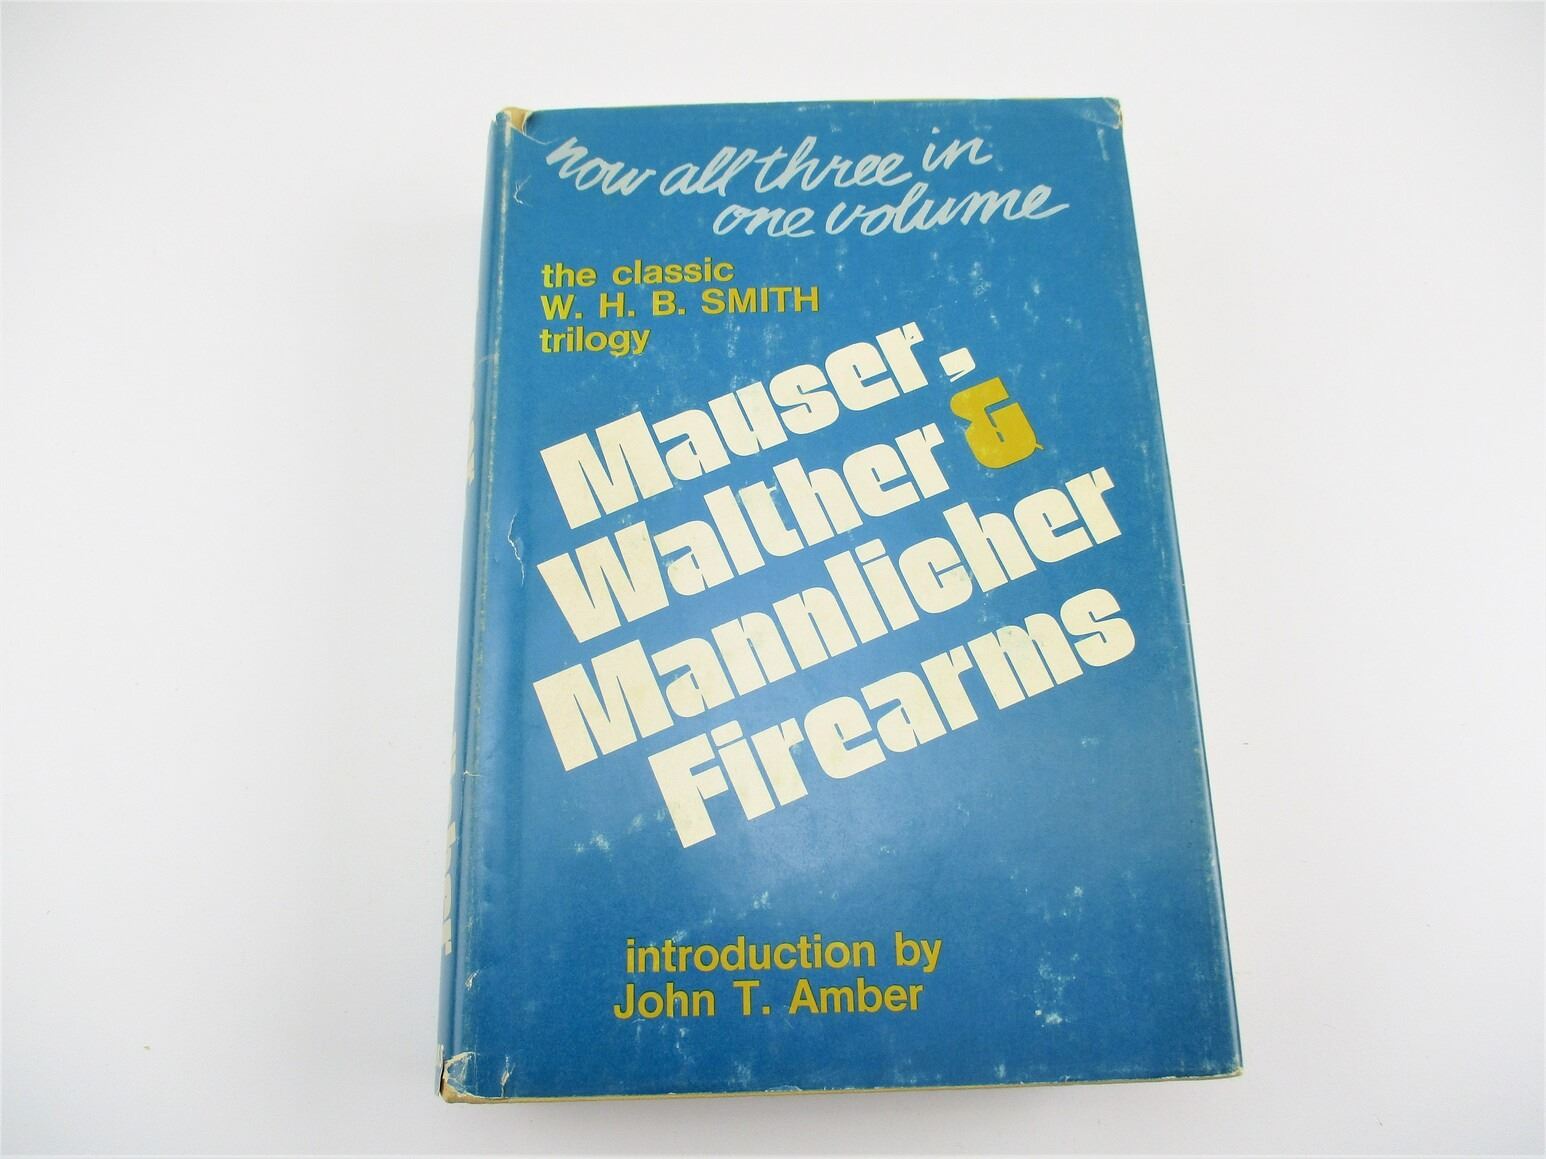 now all three in
one volume
the classic
W. H. B. SMITH
trilogy
Mauser,
Walther &
Mannlicher
Firearms
introduction by
John T. Amber